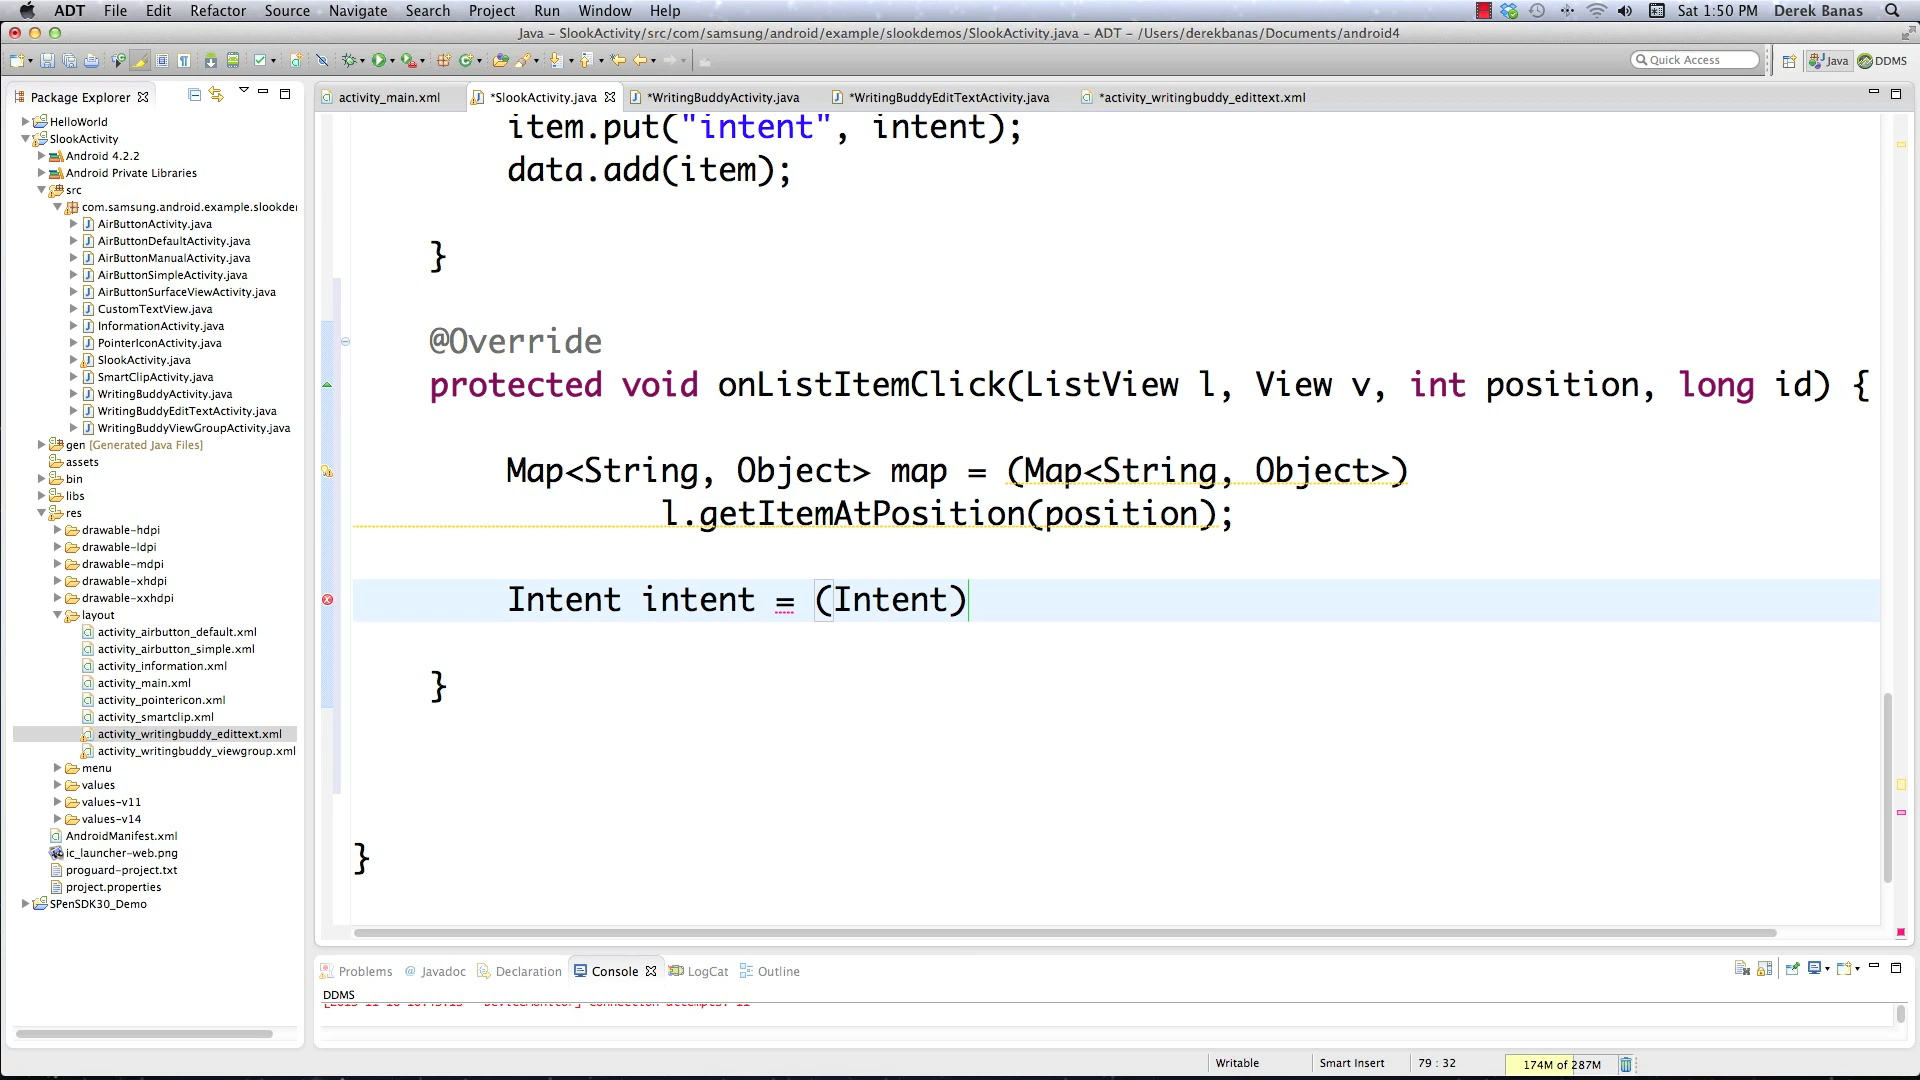 ADT File Edit Refactor Source Navigate Search Project Run Window Help Sat 1:50 PM Derek Banas
Java – SlookActivity/src/com/samsung/android/example/slookdemos/SlookActivity.java – ADT – /Users/derekbanas/Documents/android4
Quick Access Java DDMS
Package Explorer activity_main.xml *SlookActivity.java *WritingBuddyActivity.java *WritingBuddyEditTextActivity.java *activity_writingbuddy_edittext.xml
HelloWorld
SlookActivity
Android 4.2.2
Android Private Libraries
src
com.samsung.android.example.slookder
AirButtonActivity.java
AirButtonDefaultActivity.java
AirButtonManualActivity.java
AirButtonSimpleActivity.java
AirButtonSurfaceViewActivity.java
CustomTextView.java
InformationActivity.java
PointerIconActivity.java
SlookActivity.java
SmartClipActivity.java
WritingBuddyActivity.java
WritingBuddyEditTextActivity.java
WritingBuddyViewGroupActivity.java
gen [Generated Java Files]
assets
bin
libs
res
drawable-hdpi
drawable-ldpi
drawable-mdpi
drawable-xhdpi
drawable-xxhdpi
layout
activity_airbutton_default.xml
activity_airbutton_simple.xml
activity_information.xml
activity_main.xml
activity_pointericon.xml
activity_smartclip.xml
activity_writingbuddy_edittext.xml
activity_writingbuddy_viewgroup.xml
menu
values
values-v11
values-v14
AndroidManifest.xml
ic_launcher-web.png
proguard-project.txt
project.properties
SPenSDK30_Demo
item.put("intent", intent);
data.add(item);
}
@Override
protected void onListItemClick(ListView l, View v, int position, long id) {
Map<String, Object> map = (Map<String, Object>)
l.getItemAtPosition(position);
Intent intent = (Intent)
}
}
Problems Javadoc Declaration Console LogCat Outline
DDMS
Writable Smart Insert 79 : 32 174M of 287M